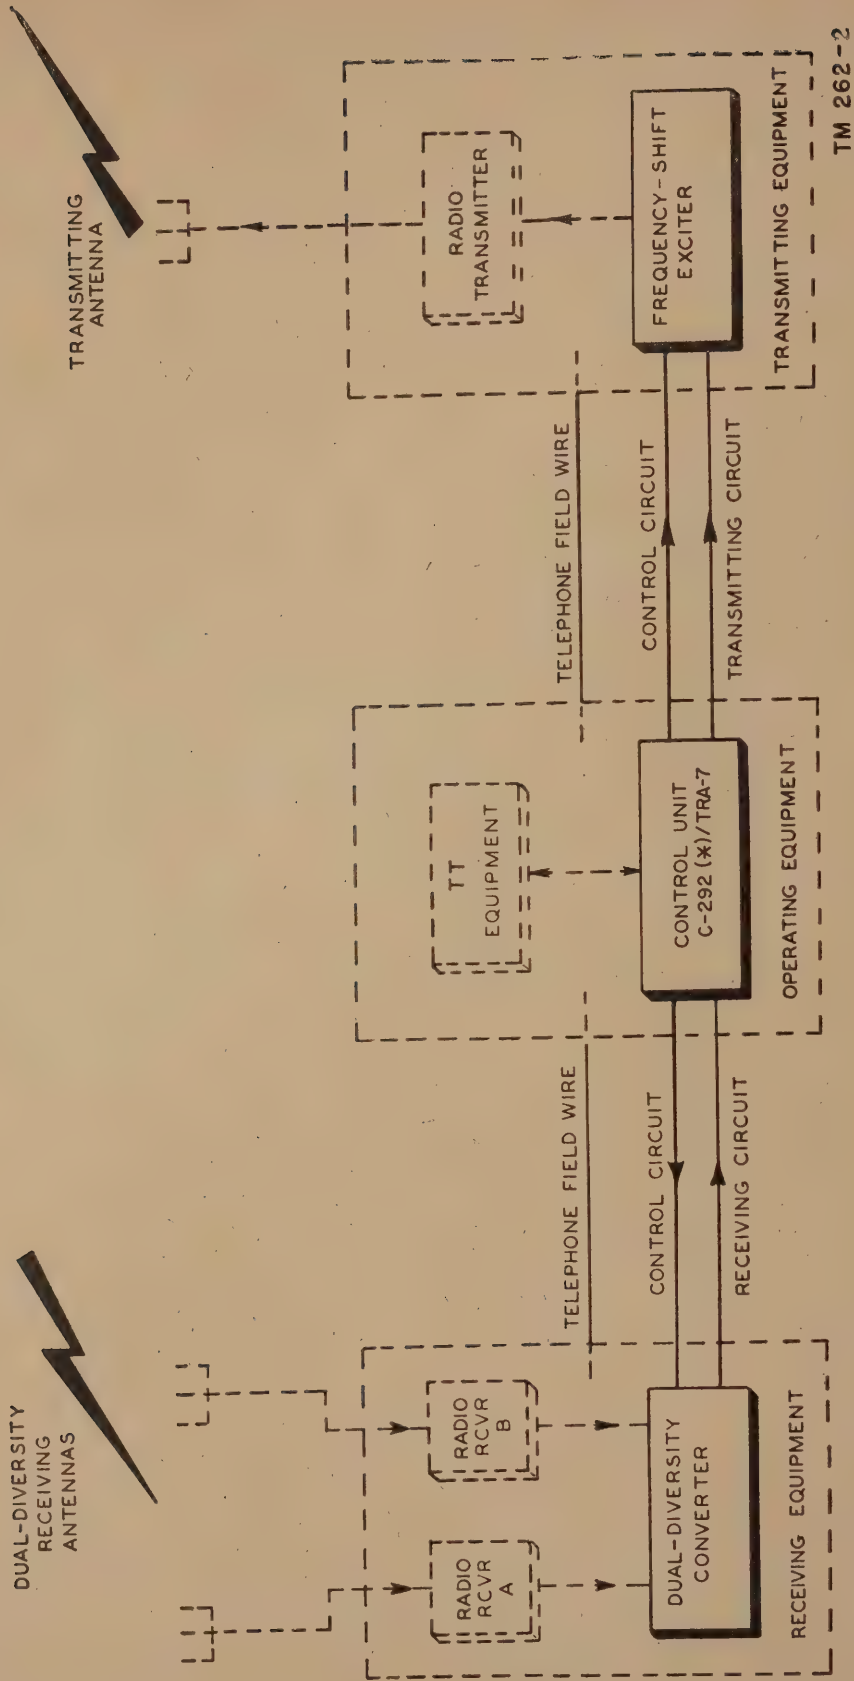 DUAL-DIVERSITY
RECEIVING
ANTENNAS
TRANSMITTING
ANTENNA
RADIO
RCVR
A
RADIO
RCVR
B
DUAL-DIVERSITY
CONVERTER
RECEIVING EQUIPMENT
TELEPHONE FIELD WIRE
CONTROL CIRCUIT
RECEIVING CIRCUIT
TT
EQUIPMENT
CONTROL UNIT
C-292 (*)/TRA-7
OPERATING EQUIPMENT
TELEPHONE FIELD WIRE
CONTROL CIRCUIT
TRANSMITTING CIRCUIT
RADIO
TRANSMITTER
FREQUENCY-SHIFT
EXCITER
TRANSMITTING EQUIPMENT
TM 262-2